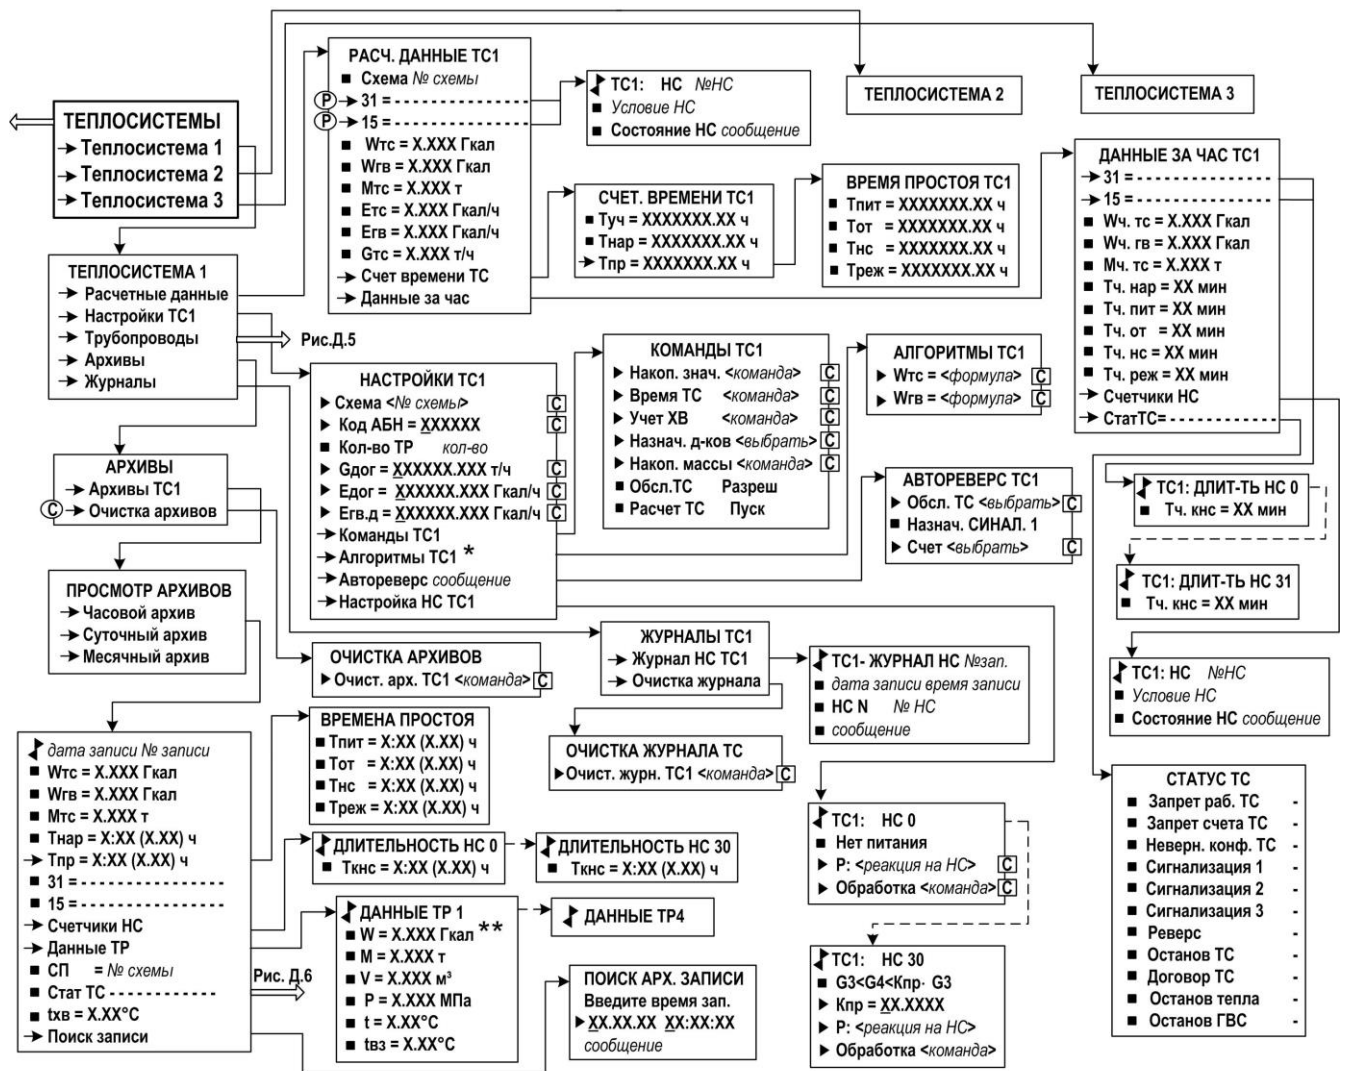 ТЕПЛОСИСТЕМЫ
Теплосистема 1
Теплосистема 2
Теплосистема 3
РАСЧ. ДАННЫЕ ТС1
Схема № схемы
P 31 = - - - - - - - - - - - - - -
P 15 = - - - - - - - - - - - - - -
Wтс = X.XXX Гкал
Wгв = X.XXX Гкал
Mтс = X.XXX т
Eтс = X.XXX Гкал/ч
Eгв = X.XXX Гкал/ч
Gтс = X.XXX т/ч
Счет времени ТС
Данные за час
ТС1: НС №НС
Условие НС
Состояние НС сообщение
ТЕПЛОСИСТЕМА 2
ТЕПЛОСИСТЕМА 3
СЧЕТ. ВРЕМЕНИ ТС1
Туч = XXXXXXX.XX ч
Тнар = XXXXXXX.XX ч
Тпр = XXXXXXX.XX ч
ВРЕМЯ ПРОСТОЯ ТС1
Тпит = XXXXXXX.XX ч
Тот = XXXXXXX.XX ч
Тнс = XXXXXXX.XX ч
Треж = XXXXXXX.XX ч
ДАННЫЕ ЗА ЧАС ТС1
31 = - - - - - - - - - - - - - -
15 = - - - - - - - - - - - - - -
Wч. тс = X.XXX Гкал
Wч. гв = X.XXX Гкал
Мч. тс = X.XXX т
Тч. нар = XX мин
Тч. пит = XX мин
Тч. от = XX мин
Тч. нс = XX мин
Тч. реж = XX мин
Счетчики НС
СтатТС= - - - - - - - - - - - -
ТЕПЛОСИСТЕМА 1
Расчетные данные
Настройки ТС1
Трубопроводы
Архивы
Журналы
Рис.Д.5
НАСТРОЙКИ ТС1
Схема <№ схемы> C
Код АБН = XXXXXX C
Кол-во ТР кол-во
Gдог = XXXXXX.XXX т/ч C
Eдог = XXXXXX.XXX Гкал/ч C
Eгв.д = XXXXXX.XXX Гкал/ч C
Команды ТС1
Алгоритмы ТС1 *
Автореверс сообщение
Настройка НС ТС1
КОМАНДЫ ТС1
Накоп. знач. <команда> C
Время ТС <команда> C
Учет ХВ <команда> C
Назнач. д-ков <выбрать> C
Накоп. массы <команда> C
Обсл.ТС Разреш
Расчет ТС Пуск
АЛГОРИТМЫ ТС1
Wтс = <формула> C
Wгв = <формула> C
АВТОРЕВЕРС ТС1
Обсл. ТС <выбрать> C
Назнач. СИНАЛ. 1
Счет <выбрать> C
ТС1: ДЛИТ-ТЬ НС 0
Тч. кнс = XX мин
ТС1: ДЛИТ-ТЬ НС 31
Тч. кнс = XX мин
ТС1: НС №НС
Условие НС
Состояние НС сообщение
АРХИВЫ
Архивы ТС1
C Очистка архивов
ПРОСМОТР АРХИВОВ
Часовой архив
Суточный архив
Месячный архив
ОЧИСТКА АРХИВОВ
Очист. арх. ТС1 <команда> C
ЖУРНАЛЫ ТС1
Журнал НС ТС1
Очистка журнала
ТС1- ЖУРНАЛ НС №зап.
дата записи время записи
НС N № НС
сообщение
ОЧИСТКА ЖУРНАЛА ТС
Очист. журн. ТС1 <команда> C
дата записи № записи
Wтс = X.XXX Гкал
Wгв = X.XXX Гкал
Mтс = X.XXX т
Тнар = X:XX (X.XX) ч
Тпр = X:XX (X.XX) ч
31 = - - - - - - - - - - - - - -
15 = - - - - - - - - - - - - - -
Счетчики НС
Данные ТР
СП = № схемы
Стат ТС - - - - - - - - - - - -
tхв = X.XX°C
Поиск записи
Рис. Д.6
ВРЕМЕНА ПРОСТОЯ
Тпит = X:XX (X.XX) ч
Тот = X:XX (X.XX) ч
Тнс = X:XX (X.XX) ч
Треж = X:XX (X.XX) ч
ДЛИТЕЛЬНОСТЬ НС 0
Ткнс = X:XX (X.XX) ч
ДЛИТЕЛЬНОСТЬ НС 30
Ткнс = X:XX (X.XX) ч
ДАННЫЕ ТР 1
W = X.XXX Гкал **
M = X.XXX т
V = X.XXX м³
P = X.XXX МПа
t = X.XX°C
tвз = X.XX°C
ДАННЫЕ ТР4
ПОИСК АРХ. ЗАПИСИ
Введите время зап.
XX.XX.XX XX:XX:XX
сообщение
ТС1: НС 0
Нет питания
Р: <реакция на НС> C
Обработка <команда> C
ТС1: НС 30
G3<G4<Кпр· G3
Кпр = XX.XXXX
Р: <реакция на НС>
Обработка <команда>
СТАТУС ТС
Запрет раб. ТС -
Запрет счета ТС -
Неверн. конф. ТС -
Сигнализация 1 -
Сигнализация 2 -
Сигнализация 3 -
Реверс -
Останов ТС -
Договор ТС -
Останов тепла -
Останов ГВС -